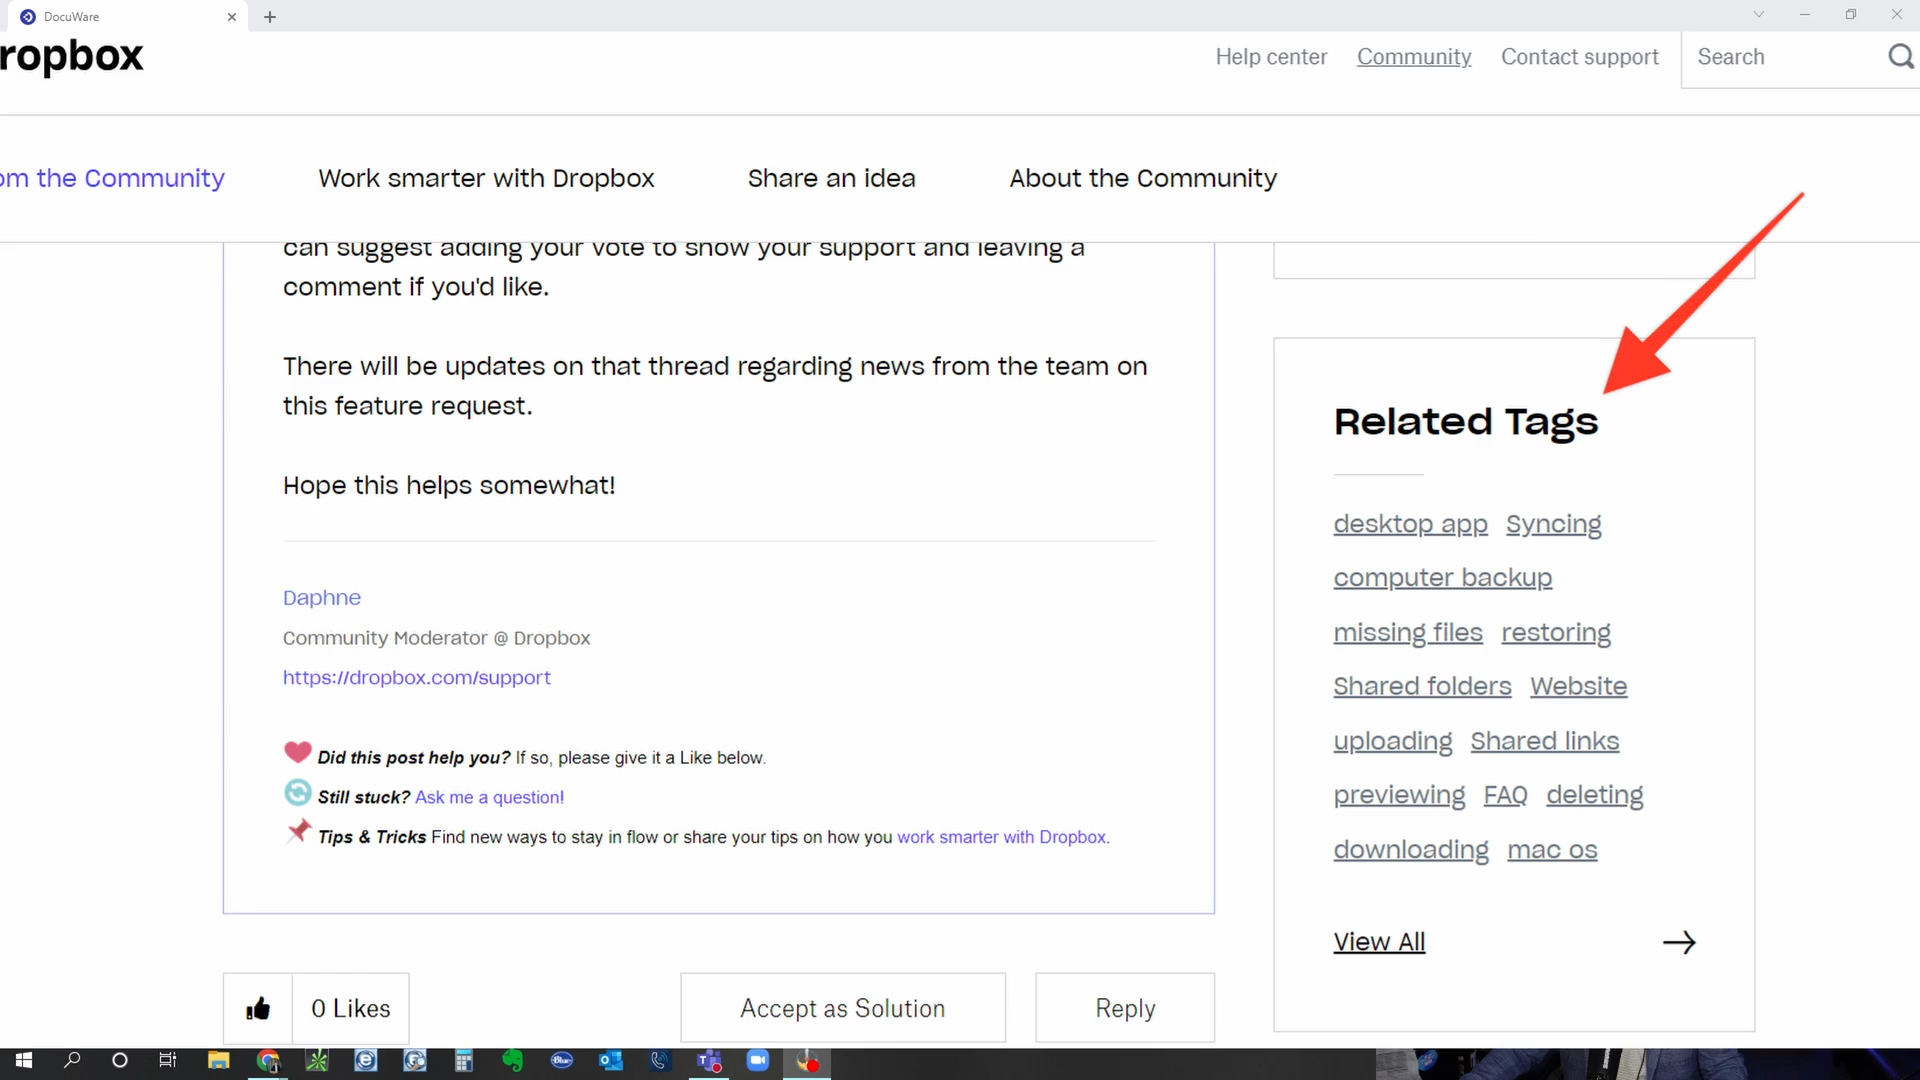 DocuWare
ropbox
Help center Community Contact support Search
om the Community Work smarter with Dropbox Share an idea About the Community
can suggest adding your vote to show your support and leaving a
comment if you'd like.
There will be updates on that thread regarding news from the team on
this feature request.
Hope this helps somewhat!
Daphne
Community Moderator @ Dropbox
https://dropbox.com/support
Did this post help you? If so, please give it a Like below.
Still stuck? Ask me a question!
Tips & Tricks Find new ways to stay in flow or share your tips on how you work smarter with Dropbox.
0 Likes
Accept as Solution
Reply
Related Tags
desktop app Syncing
computer backup
missing files restoring
Shared folders Website
uploading Shared links
previewing FAQ deleting
downloading mac os
View All
Blue